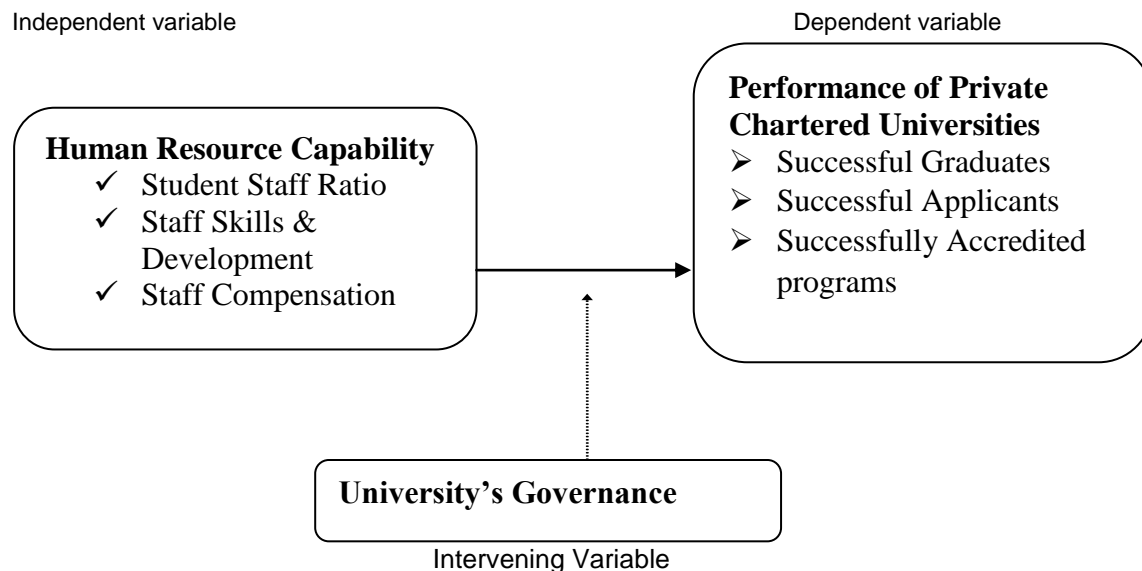 Independent variable
Dependent variable
Human Resource Capability
✓ Student Staff Ratio
✓ Staff Skills &
Development
✓ Staff Compensation
Performance of Private
Chartered Universities
➢ Successful Graduates
➢ Successful Applicants
➢ Successfully Accredited
programs
University’s Governance
Intervening Variable